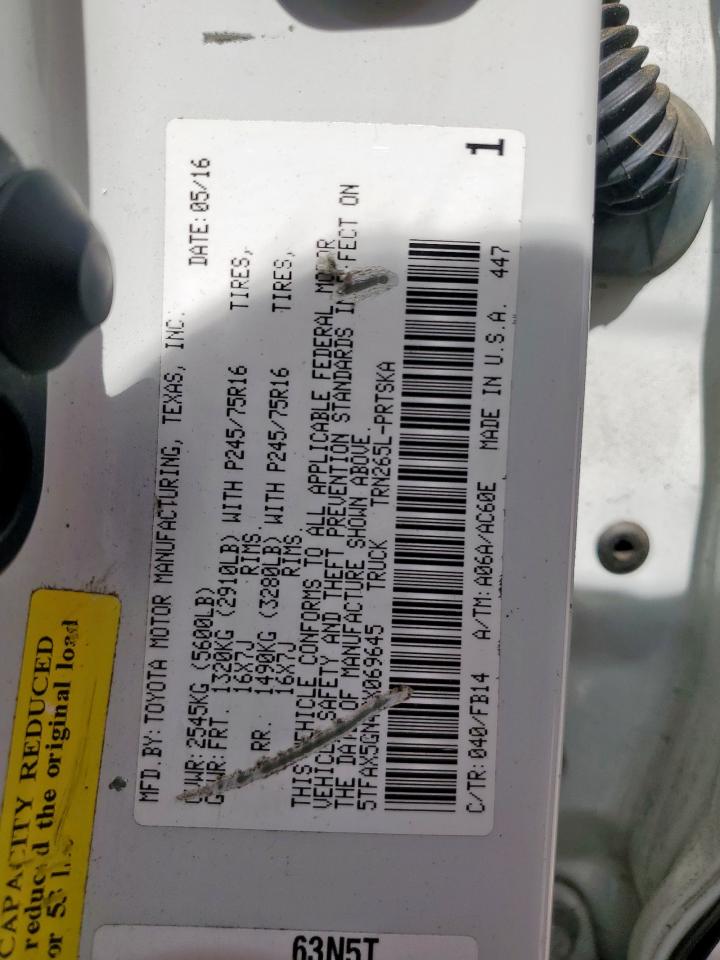 MFD.BY:TOYOTA MOTOR MANUFACTURING, TEXAS, INC. DATE:05/16
GVWR:2545KG (5600LB)
GAWR:FRT. 1320KG (2910LB) WITH P245/75R16 TIRES,
16X7J RIMS,
RR. 1490KG (3280LB) WITH P245/75R16 TIRES,
16X7J RIMS
THIS VEHICLE CONFORMS TO ALL APPLICABLE FEDERAL MOTOR
VEHICLE SAFETY AND THEFT PREVENTION STANDARDS IN EFFECT ON
THE DATE OF MANUFACTURE SHOWN ABOVE.
TRUCK TRN265L-PRTSKA
C/TR:040/FB14 A/TM:A06A/AC60E MADE IN U.S.A. 447
1
CAPACITY REDUCED
reduced the original load
or
63N5T